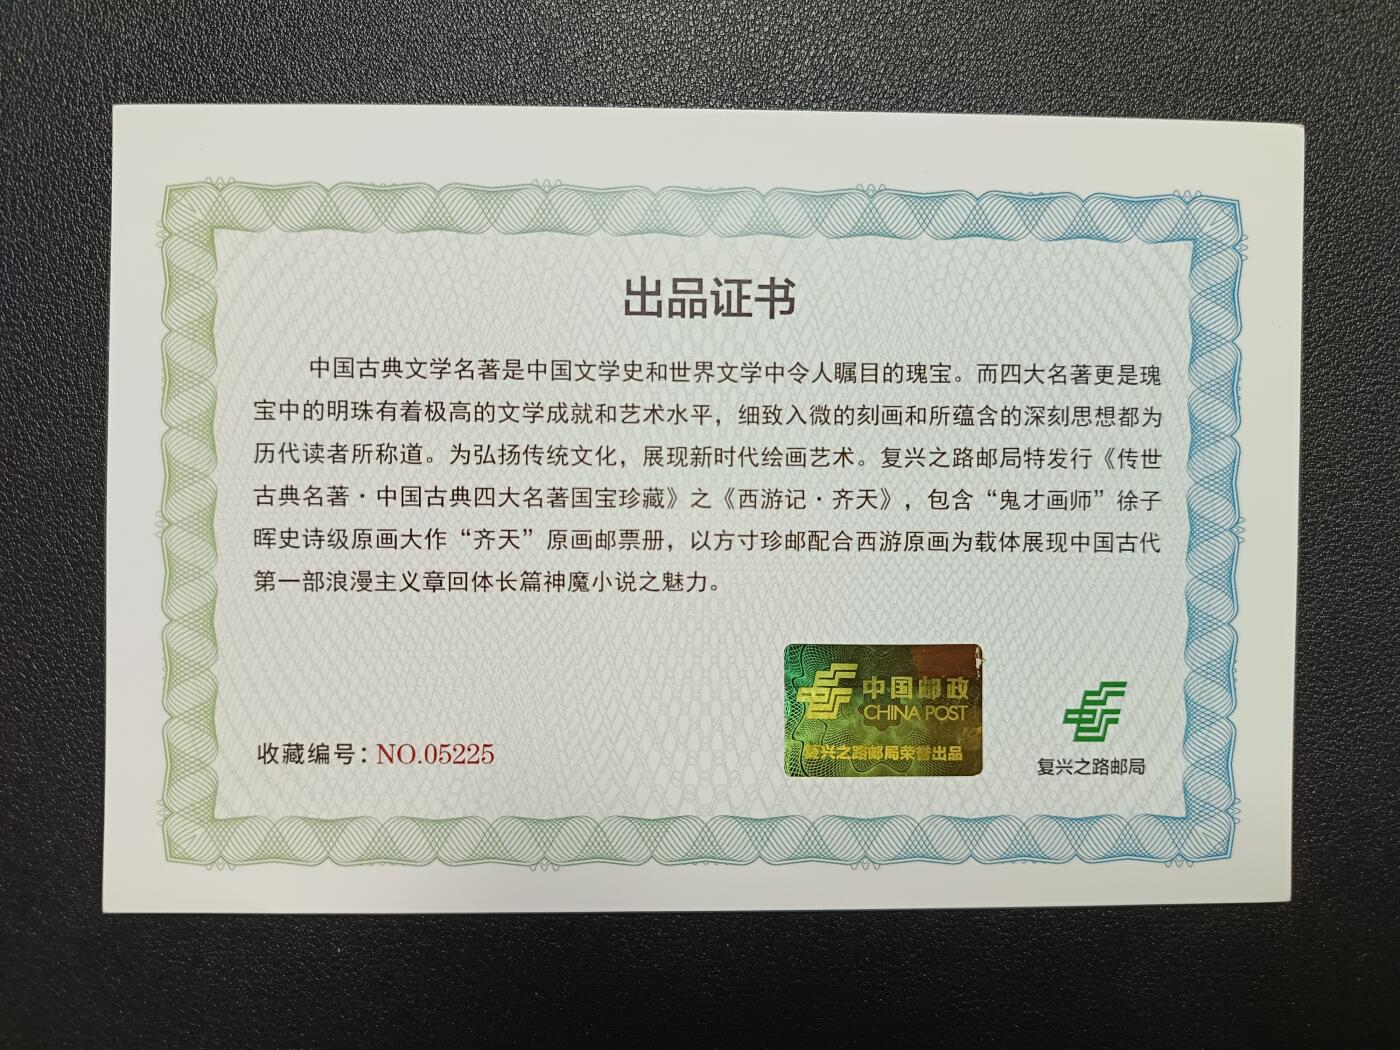 出品证书
中国古典文学名著是中国文学史和世界文学中令人瞩目的瑰宝。而四大名著更是瑰
宝中的明珠有着极高的文学成就和艺术水平，细致入微的刻画和所蕴含的深刻思想都为
历代读者所称道。为弘扬传统文化，展现新时代绘画艺术。复兴之路邮局特发行《传世
古典名著·中国古典四大名著国宝珍藏》之《西游记·齐天》，包含“鬼才画师”徐子
晖史诗级原画大作“齐天”原画邮票册，以方寸珍邮配合西游原画为载体展现中国古代
第一部浪漫主义章回体长篇神魔小说之魅力。
收藏编号：NO.05225
中国邮政
CHINA POST
复兴之路邮局荣誉出品
复兴之路邮局